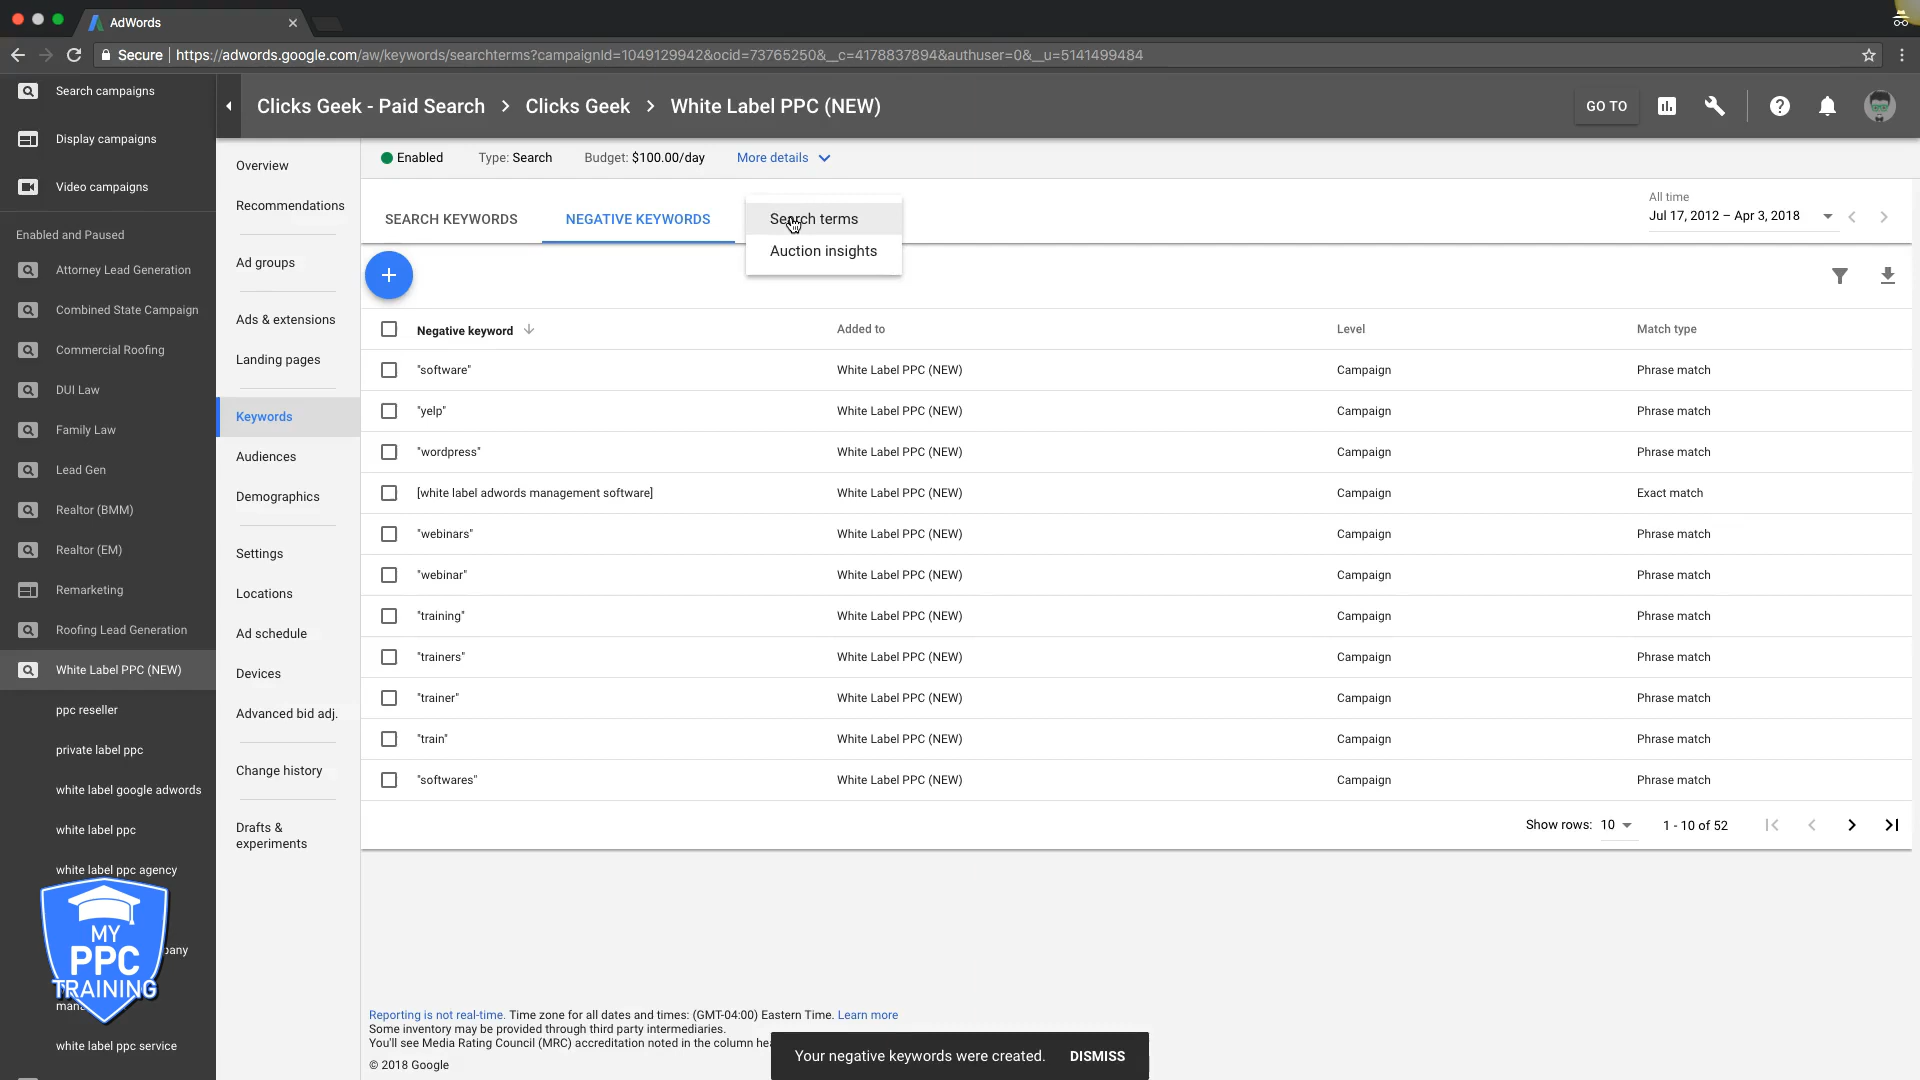 AdWords
Secure
https://adwords.google.com/aw/keywords/searchterms?campaignId=1049129942&ocid=73765250&__c=4178837894&authuser=0&__u=5141499484
Clicks Geek - Paid Search > Clicks Geek > White Label PPC (NEW)
GO TO
Search campaigns
Display campaigns
Video campaigns
Enabled and Paused
Attorney Lead Generation
Combined State Campaign
Commercial Roofing
DUI Law
Family Law
Lead Gen
Realtor (BMM)
Realtor (EM)
Remarketing
Roofing Lead Generation
White Label PPC (NEW)
ppc reseller
private label ppc
white label google adwords
white label ppc
white label ppc agency
white label ppc service
MY
PPC
TRAINING
Overview
Recommendations
Ad groups
Ads & extensions
Landing pages
Keywords
Audiences
Demographics
Settings
Locations
Ad schedule
Devices
Advanced bid adj.
Change history
Drafts &
experiments
Enabled Type: Search Budget: $100.00/day More details
SEARCH KEYWORDS NEGATIVE KEYWORDS
Search terms
Auction insights
All time
Jul 17, 2012 – Apr 3, 2018
Negative keyword Added to Level Match type
"software" White Label PPC (NEW) Campaign Phrase match
"yelp" White Label PPC (NEW) Campaign Phrase match
"wordpress" White Label PPC (NEW) Campaign Phrase match
[white label adwords management software] White Label PPC (NEW) Campaign Exact match
"webinars" White Label PPC (NEW) Campaign Phrase match
"webinar" White Label PPC (NEW) Campaign Phrase match
"training" White Label PPC (NEW) Campaign Phrase match
"trainers" White Label PPC (NEW) Campaign Phrase match
"trainer" White Label PPC (NEW) Campaign Phrase match
"train" White Label PPC (NEW) Campaign Phrase match
"softwares" White Label PPC (NEW) Campaign Phrase match
Show rows: 10 1 - 10 of 52
Reporting is not real-time. Time zone for all dates and times: (GMT-04:00) Eastern Time. Learn more
Some inventory may be provided through third party intermediaries.
You'll see Media Rating Council (MRC) accreditation noted in the column
© 2018 Google
Your negative keywords were created. DISMISS